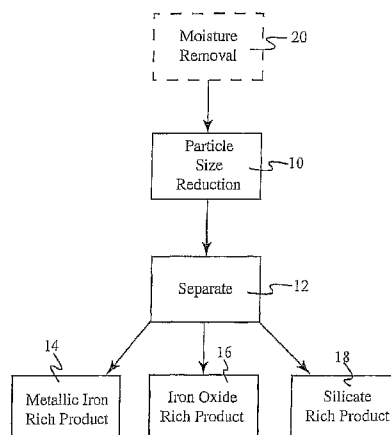 Moisture
Removal
20
Particle
Size
Reduction
10
Separate
12
14
Metallic Iron
Rich Product
16
Iron Oxide
Rich Product
18
Silicate
Rich Product